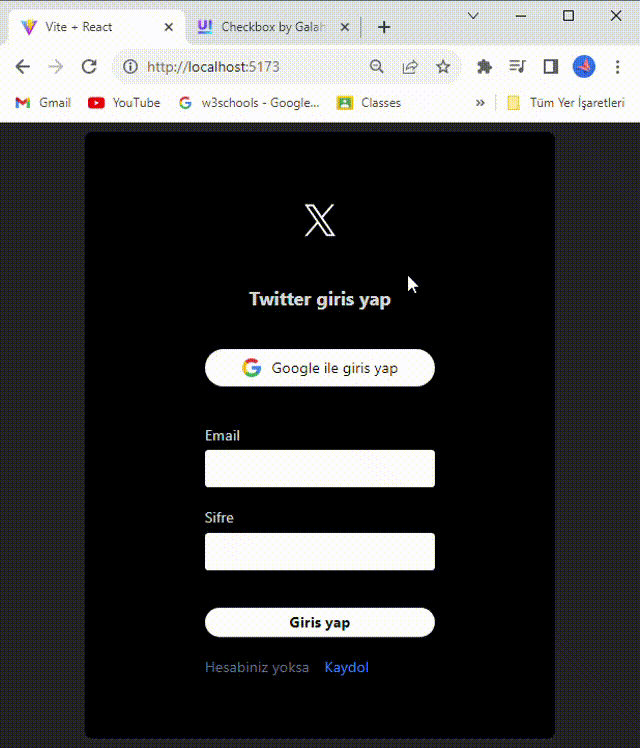 Vite + React
Checkbox by Galah
http://localhost:5173
Gmail
YouTube
w3schools - Google...
Classes
»
Tüm Yer İşaretleri
X
Twitter giris yap
Google ile giris yap
Email
Sifre
Giris yap
Hesabiniz yoksa Kaydol